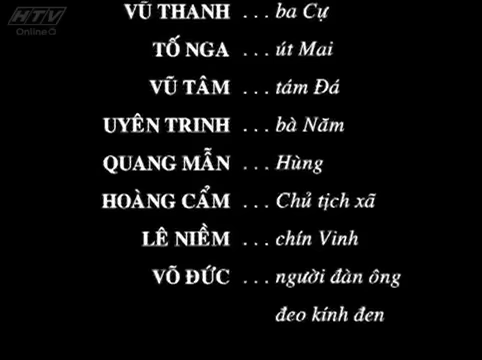 HTV
Online
VŨ THANH ... ba Cự
TỐ NGA ... út Mai
VŨ TÂM ... tám Đá
UYÊN TRINH ... bà Năm
QUANG MẪN ... Hùng
HOÀNG CẨM ... Chủ tịch xã
LÊ NIỀM ... chín Vinh
VÕ ĐỨC ... người đàn ông
đeo kính đen